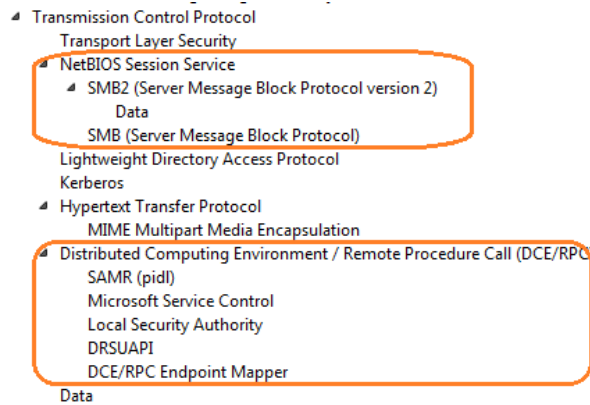 Transmission Control Protocol
Transport Layer Security
NetBIOS Session Service
SMB2 (Server Message Block Protocol version 2)
Data
SMB (Server Message Block Protocol)
Lightweight Directory Access Protocol
Kerberos
Hypertext Transfer Protocol
MIME Multipart Media Encapsulation
Distributed Computing Environment / Remote Procedure Call (DCE/RPC
SAMR (pidl)
Microsoft Service Control
Local Security Authority
DRSUAPI
DCE/RPC Endpoint Mapper
Data